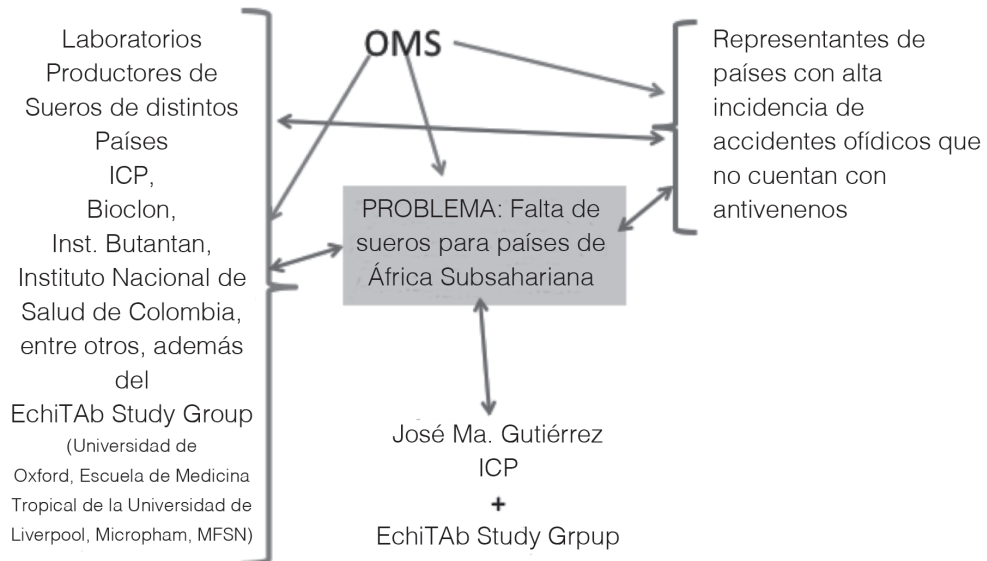 Laboratorios
Productores de
Sueros de distintos
Países
ICP,
Bioclon,
Inst. Butantan,
Instituto Nacional de
Salud de Colombia,
entre otros, además
del
EchiTAb Study Group
(Universidad de
Oxford, Escuela de Medicina
Tropical de la Universidad de
Liverpool, Micropham, MFSN)
OMS
PROBLEMA: Falta de
sueros para países de
África Subsahariana
José Ma. Gutiérrez
ICP
+
EchiTAb Study Grpup
Representantes de
países con alta
incidencia de
accidentes ofídicos que
no cuentan con
antivenenos